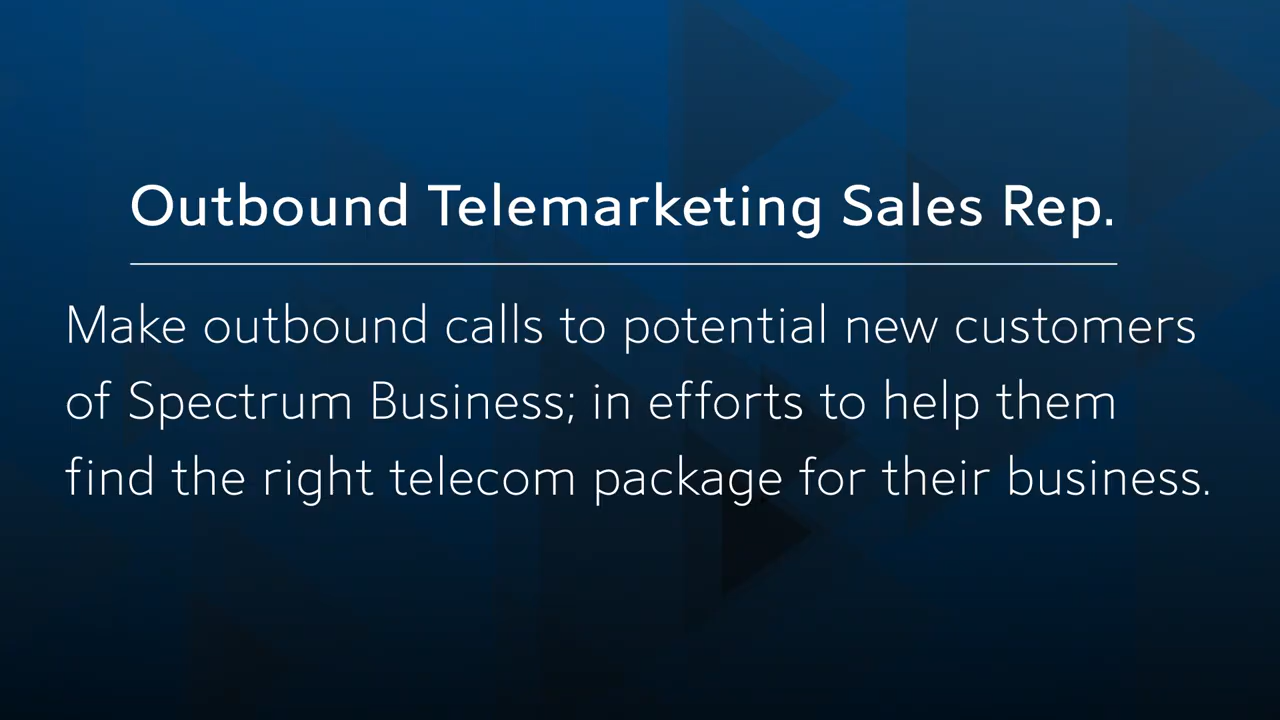 Outbound Telemarketing Sales Rep.
Make outbound calls to potential new customers
of Spectrum Business; in efforts to help them
find the right telecom package for their business.